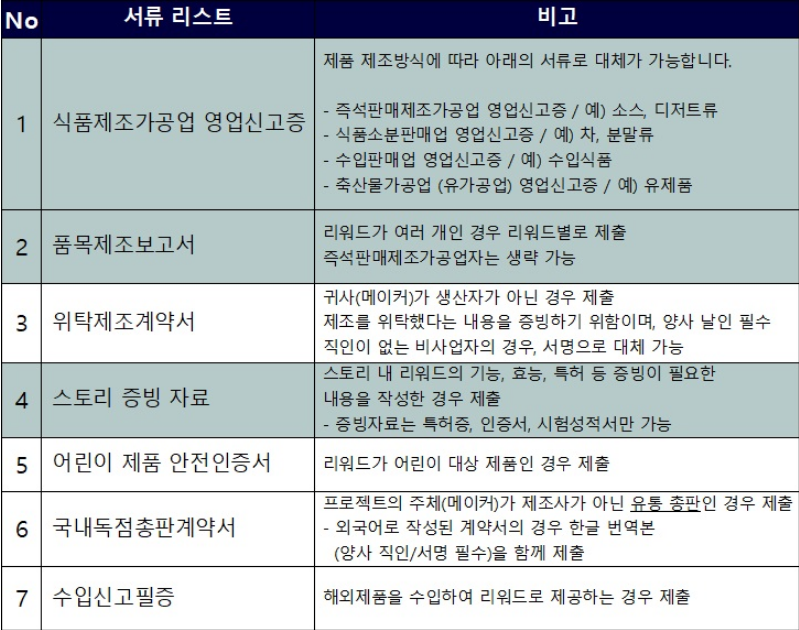 No 서류 리스트 비고
1 식품제조가공업 영업신고증
제품 제조방식에 따라 아래의 서류로 대체가 가능합니다.
- 즉석판매제조가공업 영업신고증 / 예) 소스, 디저트류
- 식품소분판매업 영업신고증 / 예) 차, 분말류
- 수입판매업 영업신고증 / 예) 수입식품
- 축산물가공업 (유가공업) 영업신고증 / 예) 유제품
2 품목제조보고서
리워드가 여러 개인 경우 리워드별로 제출
즉석판매제조가공업자는 생략 가능
3 위탁제조계약서
귀사(메이커)가 생산자가 아닌 경우 제출
제조를 위탁했다는 내용을 증빙하기 위함이며, 양사 날인 필수
직인이 없는 비사업자의 경우, 서명으로 대체 가능
4 스토리 증빙 자료
스토리 내 리워드의 기능, 효능, 특허 등 증빙이 필요한
내용을 작성한 경우 제출
- 증빙자료는 특허증, 인증서, 시험성적서만 가능
5 어린이 제품 안전인증서
리워드가 어린이 대상 제품인 경우 제출
6 국내독점총판계약서
프로젝트의 주체(메이커)가 제조사가 아닌 유통 총판인 경우 제출
- 외국어로 작성된 계약서의 경우 한글 번역본
(양사 직인/서명 필수)을 함께 제출
7 수입신고필증
해외제품을 수입하여 리워드로 제공하는 경우 제출